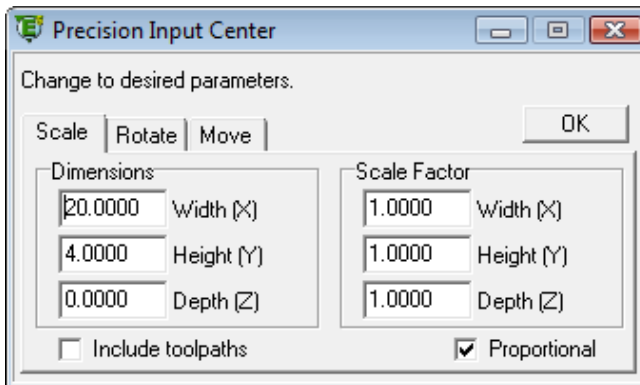 Precision Input Center
Change to desired parameters.
OK
Scale Rotate Move
Dimensions
20.0000 Width (X)
4.0000 Height (Y)
0.0000 Depth (Z)
Scale Factor
1.0000 Width (X)
1.0000 Height (Y)
1.0000 Depth (Z)
Include toolpaths
Proportional